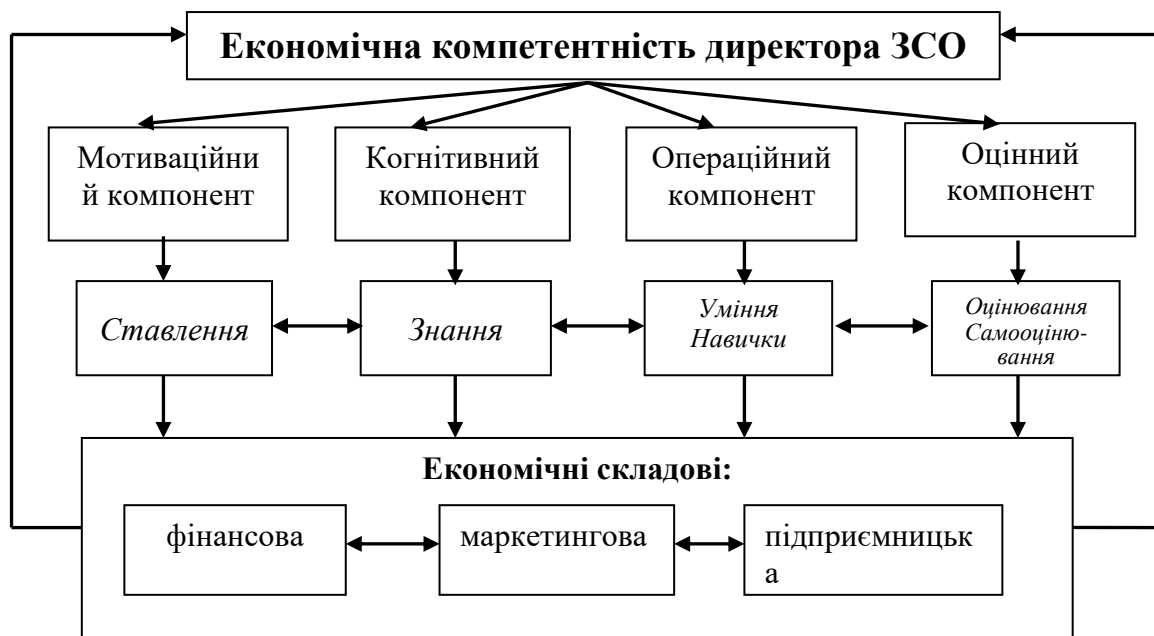 Економічна компетентність директора ЗСО
Мотиваційни
й компонент
Когнітивний
компонент
Операційний
компонент
Оцінний
компонент
Ставлення
Знання
Уміння
Навички
Оцінювання
Самооціню-
вання
Економічні складові:
фінансова
маркетингова
підприємницьк
а